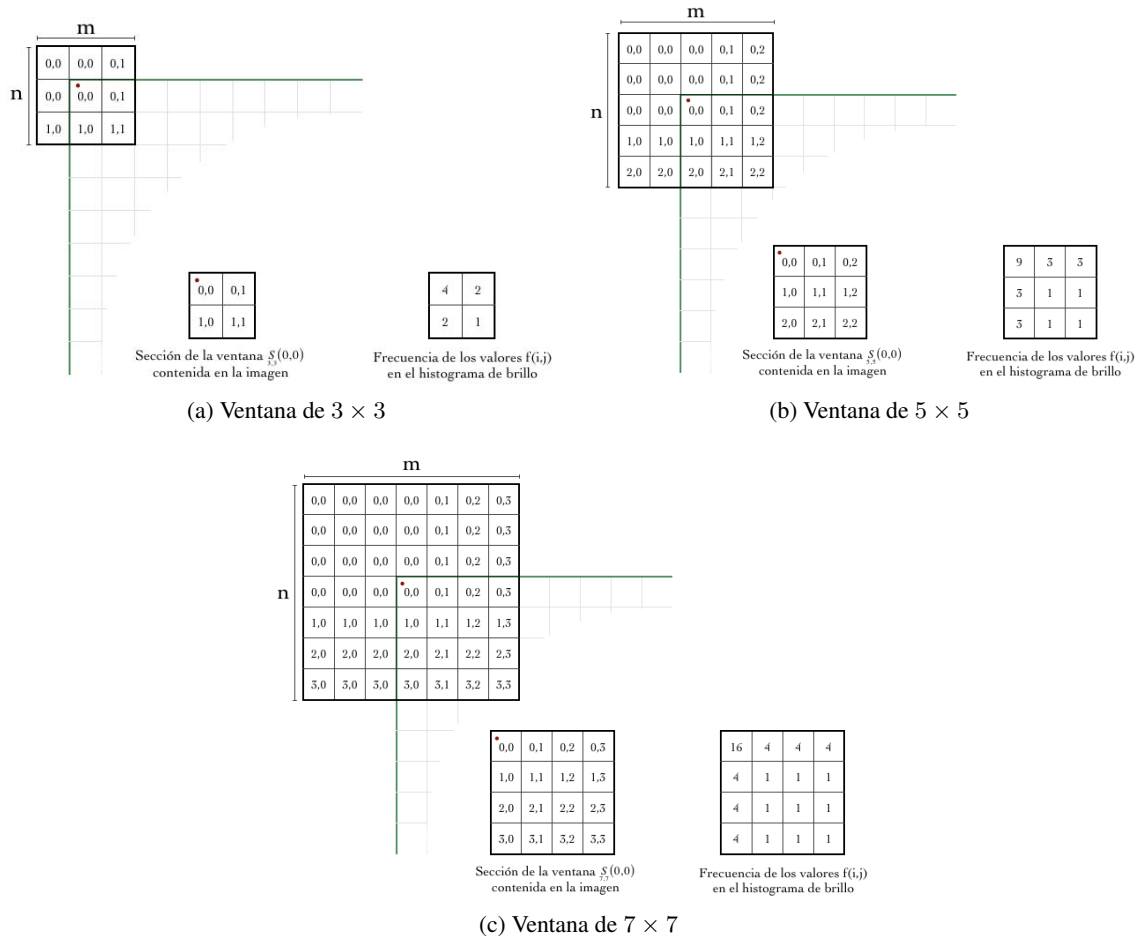 m
n
0,0 0,0 0,1
0,0 0,0 0,1
1,0 1,0 1,1
0,0 0,1
1,0 1,1
Sección de la ventana S(0,0)
3,3
contenida en la imagen
4 2
2 1
Frecuencia de los valores f(i,j)
en el histograma de brillo
(a) Ventana de 3 × 3
m
n
0,0 0,0 0,0 0,1 0,2
0,0 0,0 0,0 0,1 0,2
0,0 0,0 0,0 0,1 0,2
1,0 1,0 1,0 1,1 1,2
2,0 2,0 2,0 2,1 2,2
0,0 0,1 0,2
1,0 1,1 1,2
2,0 2,1 2,2
Sección de la ventana S(0,0)
5,5
contenida en la imagen
9 3 3
3 1 1
3 1 1
Frecuencia de los valores f(i,j)
en el histograma de brillo
(b) Ventana de 5 × 5
m
n
0,0 0,0 0,0 0,0 0,1 0,2 0,3
0,0 0,0 0,0 0,0 0,1 0,2 0,3
0,0 0,0 0,0 0,0 0,1 0,2 0,3
0,0 0,0 0,0 0,0 0,1 0,2 0,3
1,0 1,0 1,0 1,0 1,1 1,2 1,3
2,0 2,0 2,0 2,0 2,1 2,2 2,3
3,0 3,0 3,0 3,0 3,1 3,2 3,3
0,0 0,1 0,2 0,3
1,0 1,1 1,2 1,3
2,0 2,1 2,2 2,3
3,0 3,1 3,2 3,3
Sección de la ventana S(0,0)
7,7
contenida en la imagen
16 4 4 4
4 1 1 1
4 1 1 1
4 1 1 1
Frecuencia de los valores f(i,j)
en el histograma de brillo
(c) Ventana de 7 × 7